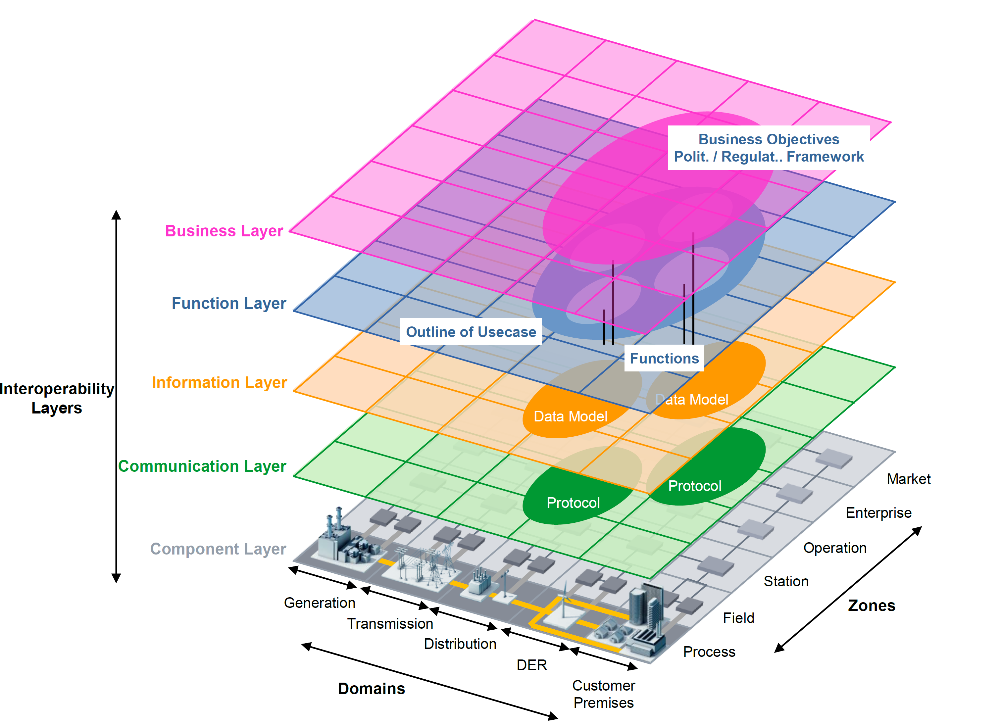 Business Objectives
Polit. / Regulat.. Framework
Business Layer
Function Layer
Outline of Usecase
Functions
Information Layer
Interoperability
Layers
Data Model
Data Model
Communication Layer
Protocol
Protocol
Component Layer
Market
Enterprise
Operation
Station
Field
Process
Zones
Generation
Transmission
Distribution
DER
Customer
Premises
Domains